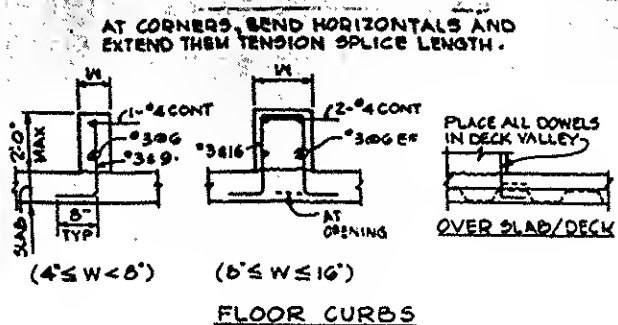 AT CORNERS, BEND HORIZONTALS AND
EXTEND THEM TENSION SPLICE LENGTH.
W
W
1-#4 CONT
#3@6
#3@9
2'-0"
MAX
SLAB
8"
TYP
(4"≤ W < 8")
2-#4 CONT
#3@16
#3@6 EF
AT
OPENING
(8"≤ W ≤ 16")
PLACE ALL DOWELS
IN DECK VALLEY
OVER SLAB/DECK
FLOOR CURBS